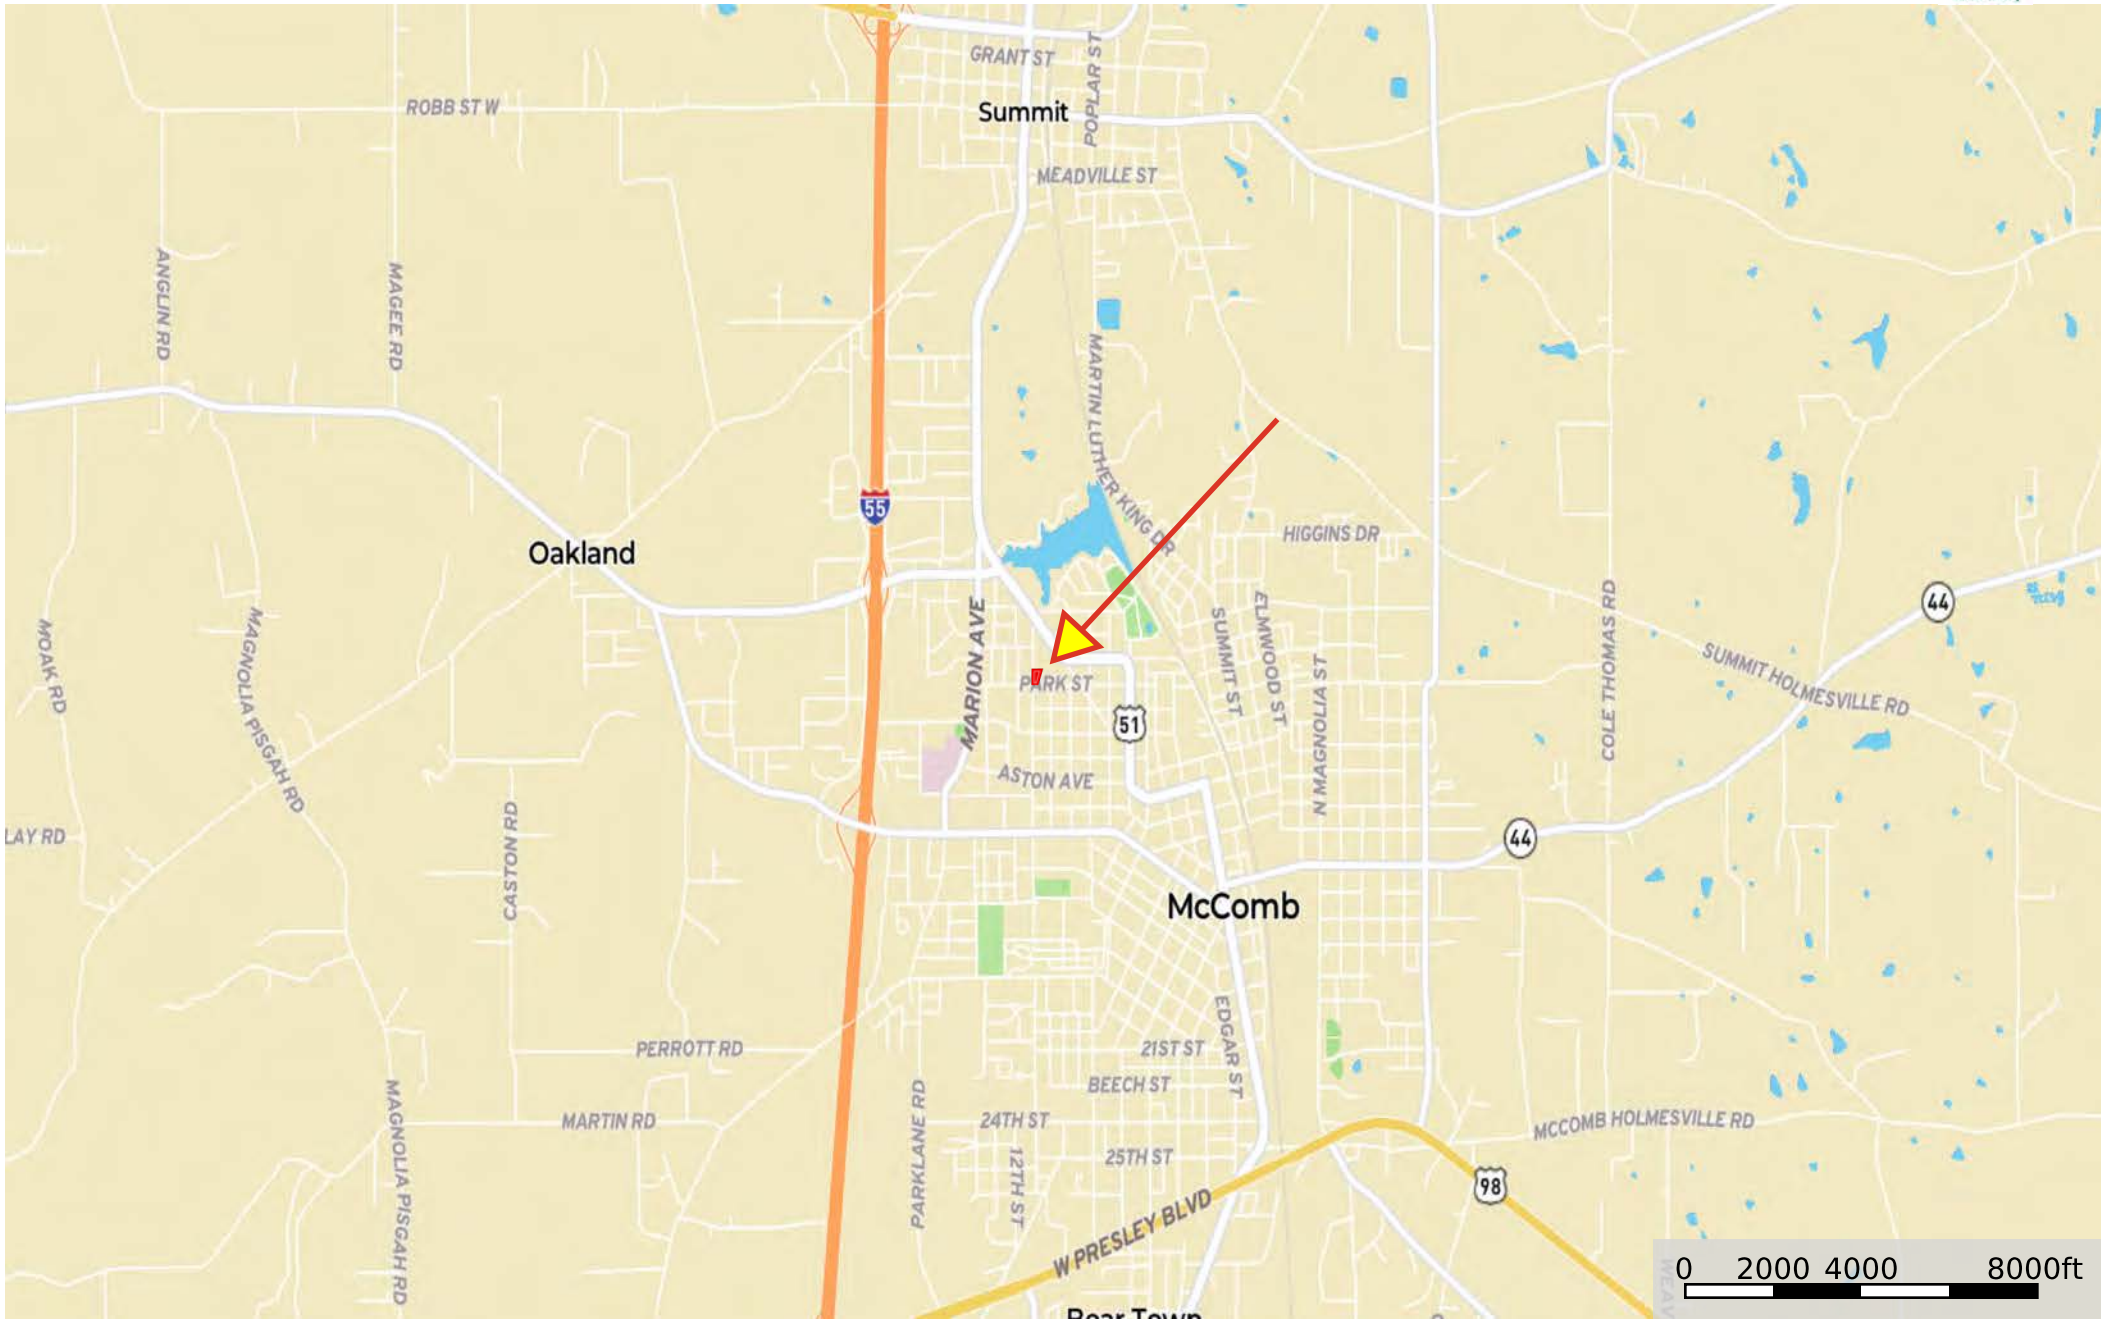 GRANT ST
POPLAR ST
ROBB ST W
Summit
MEADVILLE ST
ANGLIN RD
MAGEE RD
MARTIN LUTHER KING DR
55
Oakland
HIGGINS DR
MARION AVE
MOAK RD
MAGNOLIA PISGAH RD
SUMMIT ST
ELMWOOD ST
N MAGNOLIA ST
COLE THOMAS RD
44
SUMMIT HOLMESVILLE RD
PARK ST
51
ASTON AVE
LAY RD
CASTON RD
44
McComb
EDGAR ST
PERROTT RD
21ST ST
BEECH ST
MAGNOLIA PISGAH RD
MARTIN RD
PARKLANE RD
24TH ST
12TH ST
25TH ST
MCCOMB HOLMESVILLE RD
98
W PRESLEY BLVD
WEAV
0 2000 4000 8000ft
Bear Town